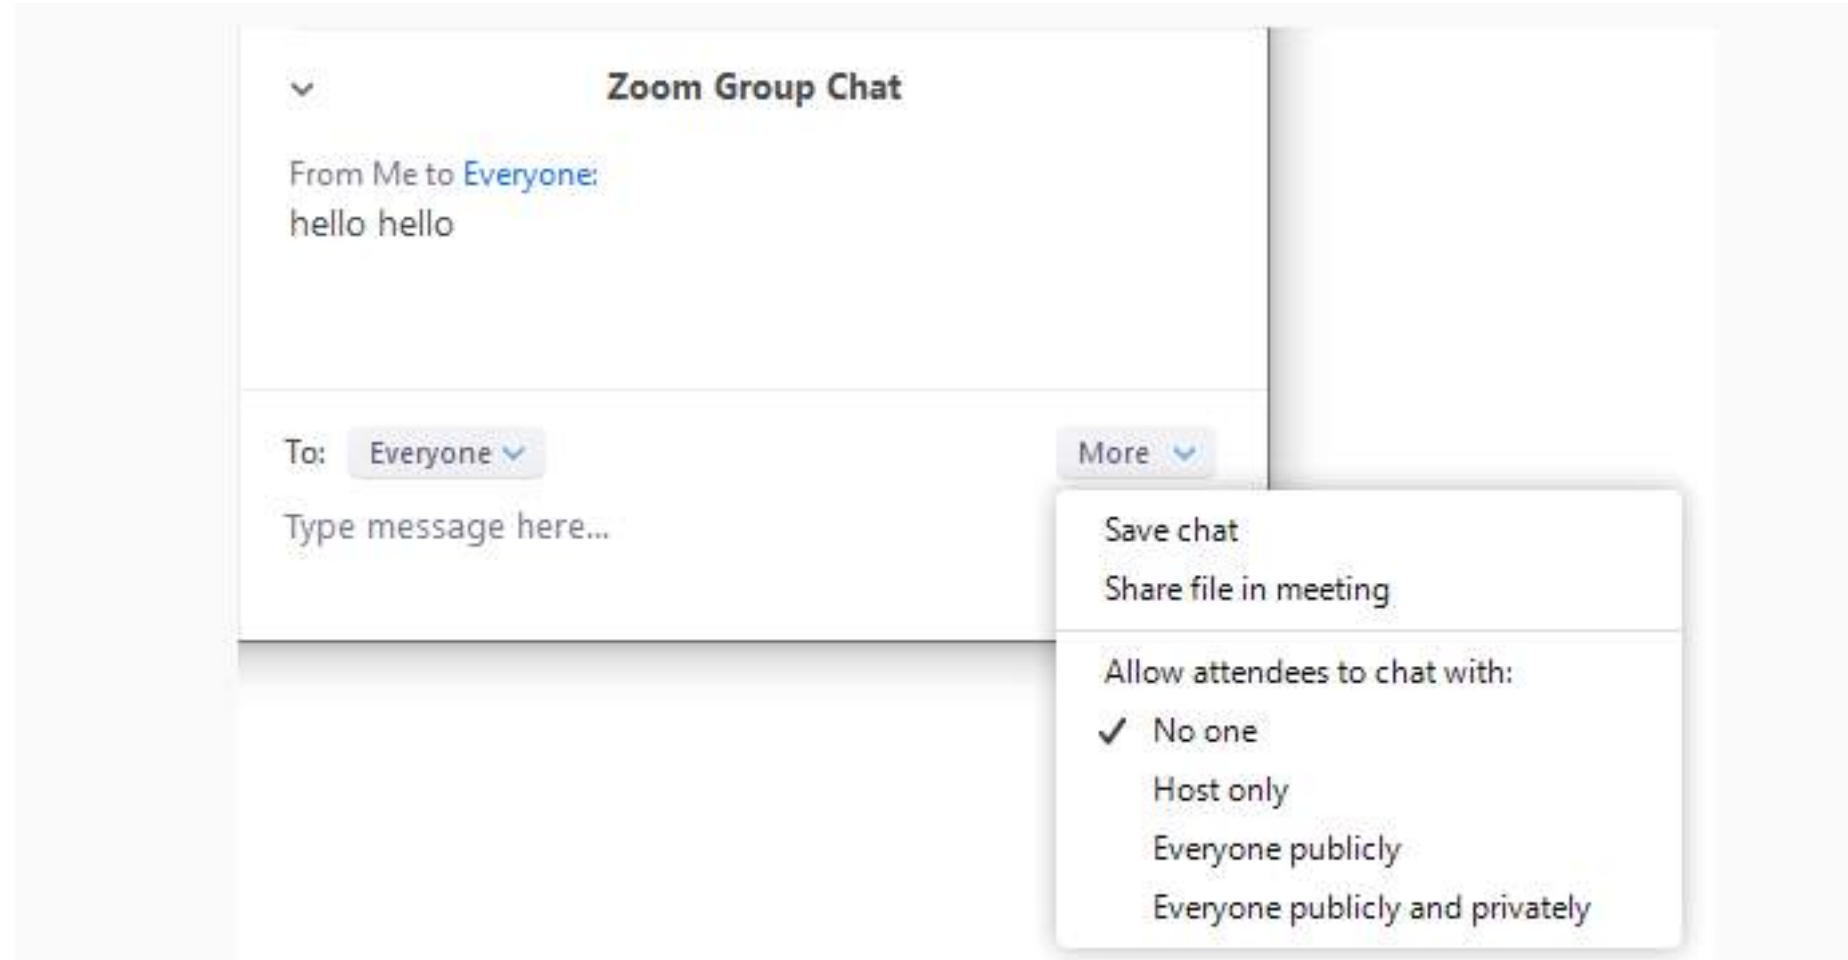 Zoom Group Chat
From Me to Everyone:
hello hello
To: Everyone
More
Type message here...
Save chat
Share file in meeting
Allow attendees to chat with:
No one
Host only
Everyone publicly
Everyone publicly and privately